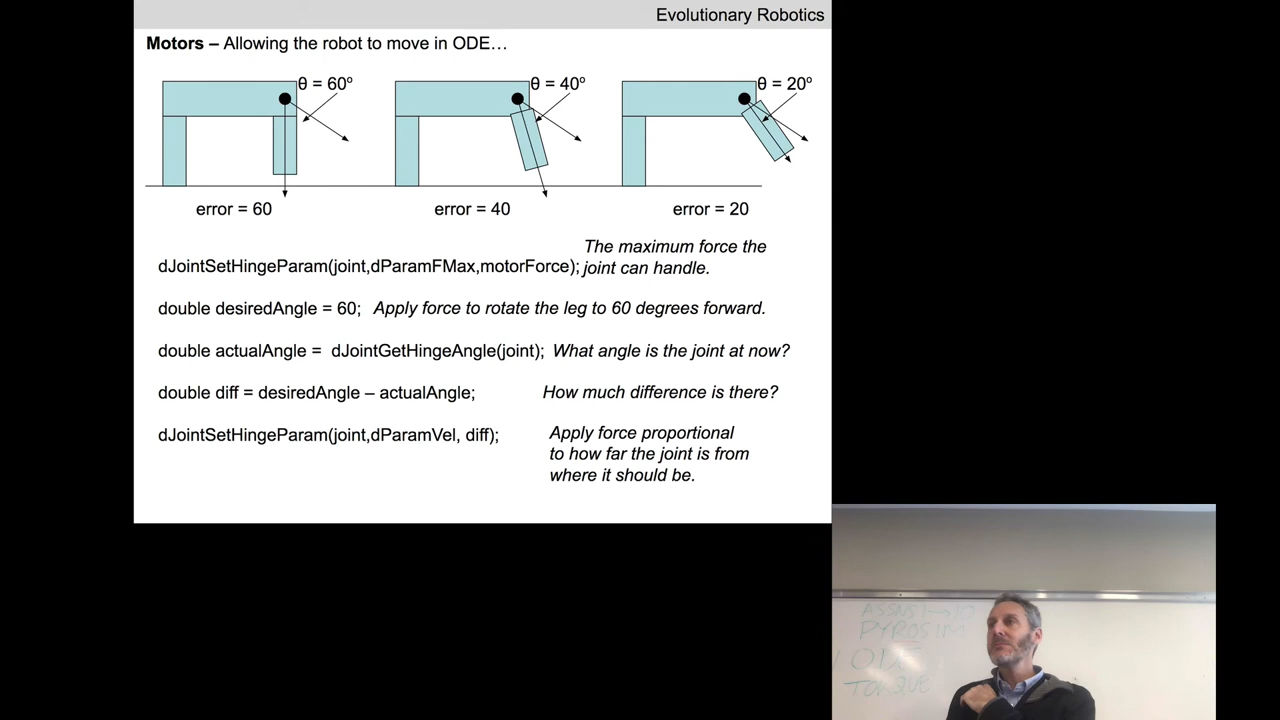 Evolutionary Robotics
Motors – Allowing the robot to move in ODE…
θ = 60º
θ = 40º
θ = 20º
error = 60
error = 40
error = 20
dJointSetHingeParam(joint,dParamFMax,motorForce);
The maximum force the
joint can handle.
double desiredAngle = 60; Apply force to rotate the leg to 60 degrees forward.
double actualAngle = dJointGetHingeAngle(joint); What angle is the joint at now?
double diff = desiredAngle – actualAngle; How much difference is there?
dJointSetHingeParam(joint,dParamVel, diff);
Apply force proportional
to how far the joint is from
where it should be.
ASSNS 1→10
PYROSIM
ODE
TORQUE